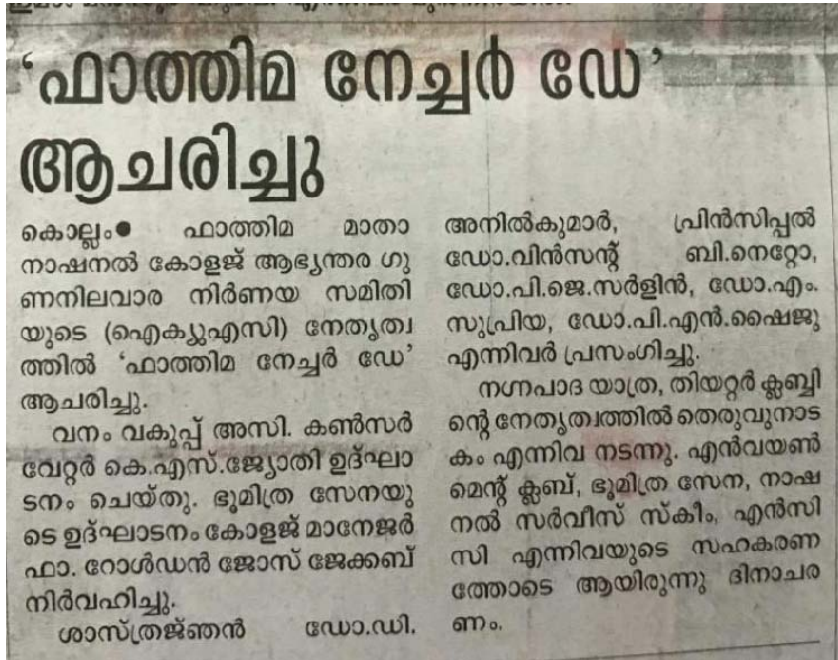 ‘ഫാത്തിമ നേച്ചർ ഡേ’
ആചരിച്ചു
കൊല്ലം● ഫാത്തിമ മാതാ
നാഷനൽ കോളജ് ആഭ്യന്തര ഗു
ണനിലവാര നിർണയ സമിതി
യുടെ (ഐക്യുഎസി) നേതൃത്വ
ത്തിൽ ‘ഫാത്തിമ നേച്ചർ ഡേ’
ആചരിച്ചു.
വനം വകുപ്പ് അസി. കൺസർ
വേറ്റർ കെ.എസ്.ജ്യോതി ഉദ്ഘാ
ടനം ചെയ്തു. ഭൂമിത്ര സേനയു
ടെ ഉദ്ഘാടനം കോളജ് മാനേജർ
ഫാ. റോൾഡൻ ജോസ് ജേക്കബ്
നിർവഹിച്ചു.
ശാസ്ത്രജ്ഞൻ ഡോ.ഡി.
അനിൽകുമാർ, പ്രിൻസിപ്പൽ
ഡോ.വിൻസന്റ് ബി.നെറ്റോ,
ഡോ.പി.ജെ.സർളിൻ, ഡോ.എം.
സുപ്രിയ, ഡോ.പി.എൻ.ഷൈജു
എന്നിവർ പ്രസംഗിച്ചു.
നഗ്നപാദ യാത്ര, തിയറ്റർ ക്ലബ്ബി
ന്റെ നേതൃത്വത്തിൽ തെരുവുനാട
കം എന്നിവ നടന്നു. എൻവയൺ
മെന്റ് ക്ലബ്, ഭൂമിത്ര സേന, നാഷ
നൽ സർവീസ് സ്കീം, എൻസി
സി എന്നിവയുടെ സഹകരണ
ത്തോടെ ആയിരുന്നു ദിനാചര
ണം.